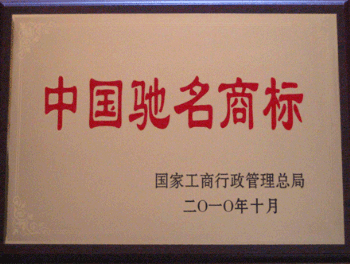 中国驰名商标
国家工商行政管理总局
二〇一〇年十月